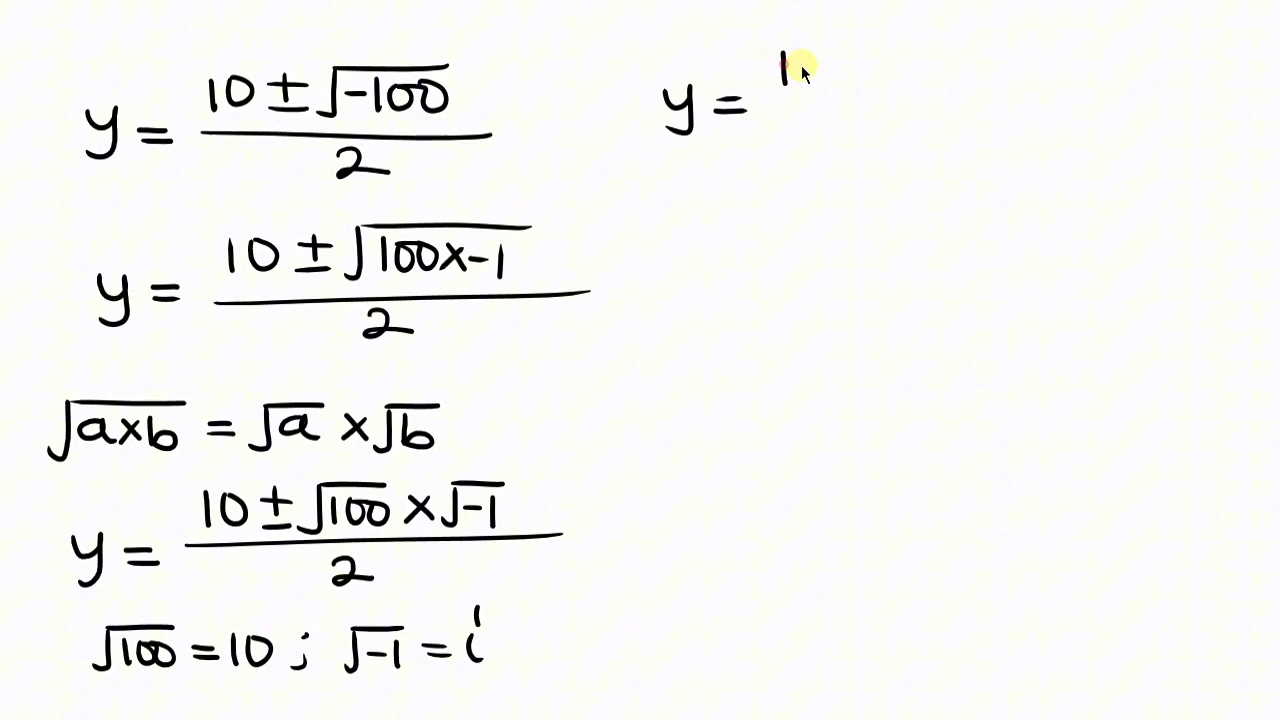 y = (10 ± √-100) / 2
y = (10 ± √100x-1) / 2
√axb = √a x √b
y = (10 ± √100 x √-1) / 2
√100 = 10 ; √-1 = i
y = 1